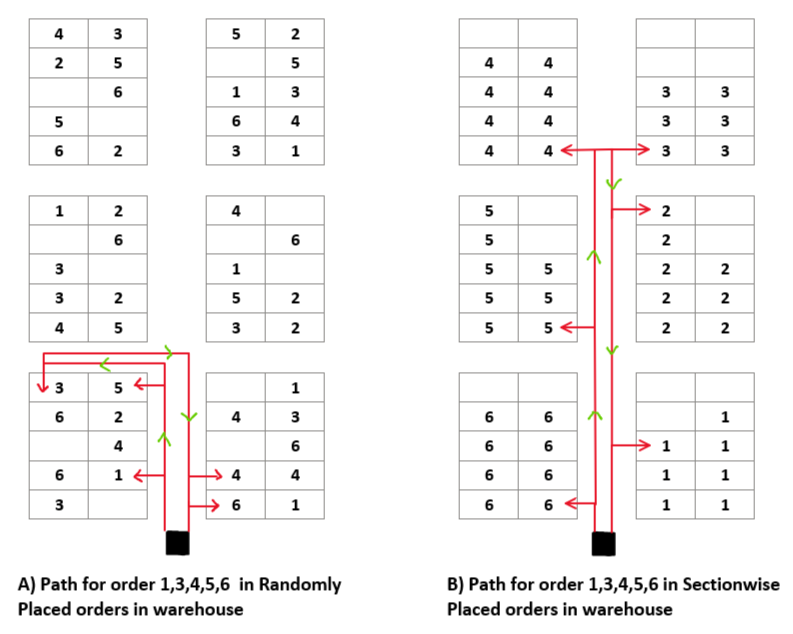 4 3 5 2
2 5 5 4 4
6 1 3 4 4 3 3
5 6 4 4 4 3 3
6 2 3 1 4 4 3 3
1 2 4 5 2
6 6 5 2
3 1 5 5 2 2
3 2 5 2 5 5 2 2
4 5 3 2 5 5 2 2
3 5 1
6 2 4 3 6 6 1
4 6 6 6 1 1
6 1 4 4 6 6 1 1
3 6 1 6 6 1 1
A) Path for order 1,3,4,5,6 in Randomly
Placed orders in warehouse
B) Path for order 1,3,4,5,6 in Sectionwise
Placed orders in warehouse